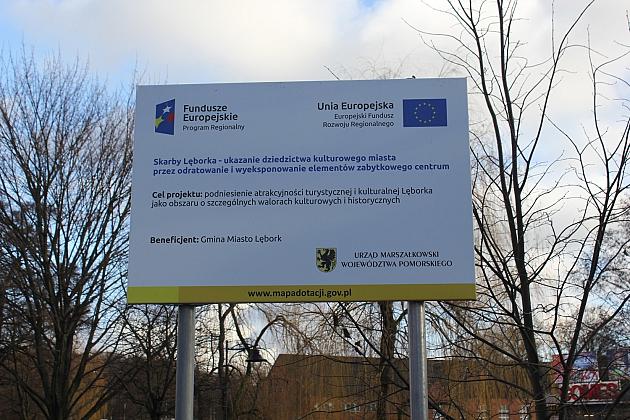 Fundusze
Europejskie
Program Regionalny
Unia Europejska
Europejski Fundusz
Rozwoju Regionalnego
Skarby Lęborka - ukazanie dziedzictwa kulturowego miasta
przez odratowanie i wyeksponowanie elementów zabytkowego centrum
Cel projektu: podniesienie atrakcyjności turystycznej i kulturalnej Lęborka
jako obszaru o szczególnych walorach kulturowych i historycznych
Beneficjent: Gmina Miasto Lębork
URZĄD MARSZAŁKOWSKI
WOJEWÓDZTWA POMORSKIEGO
www.mapadotacji.gov.pl